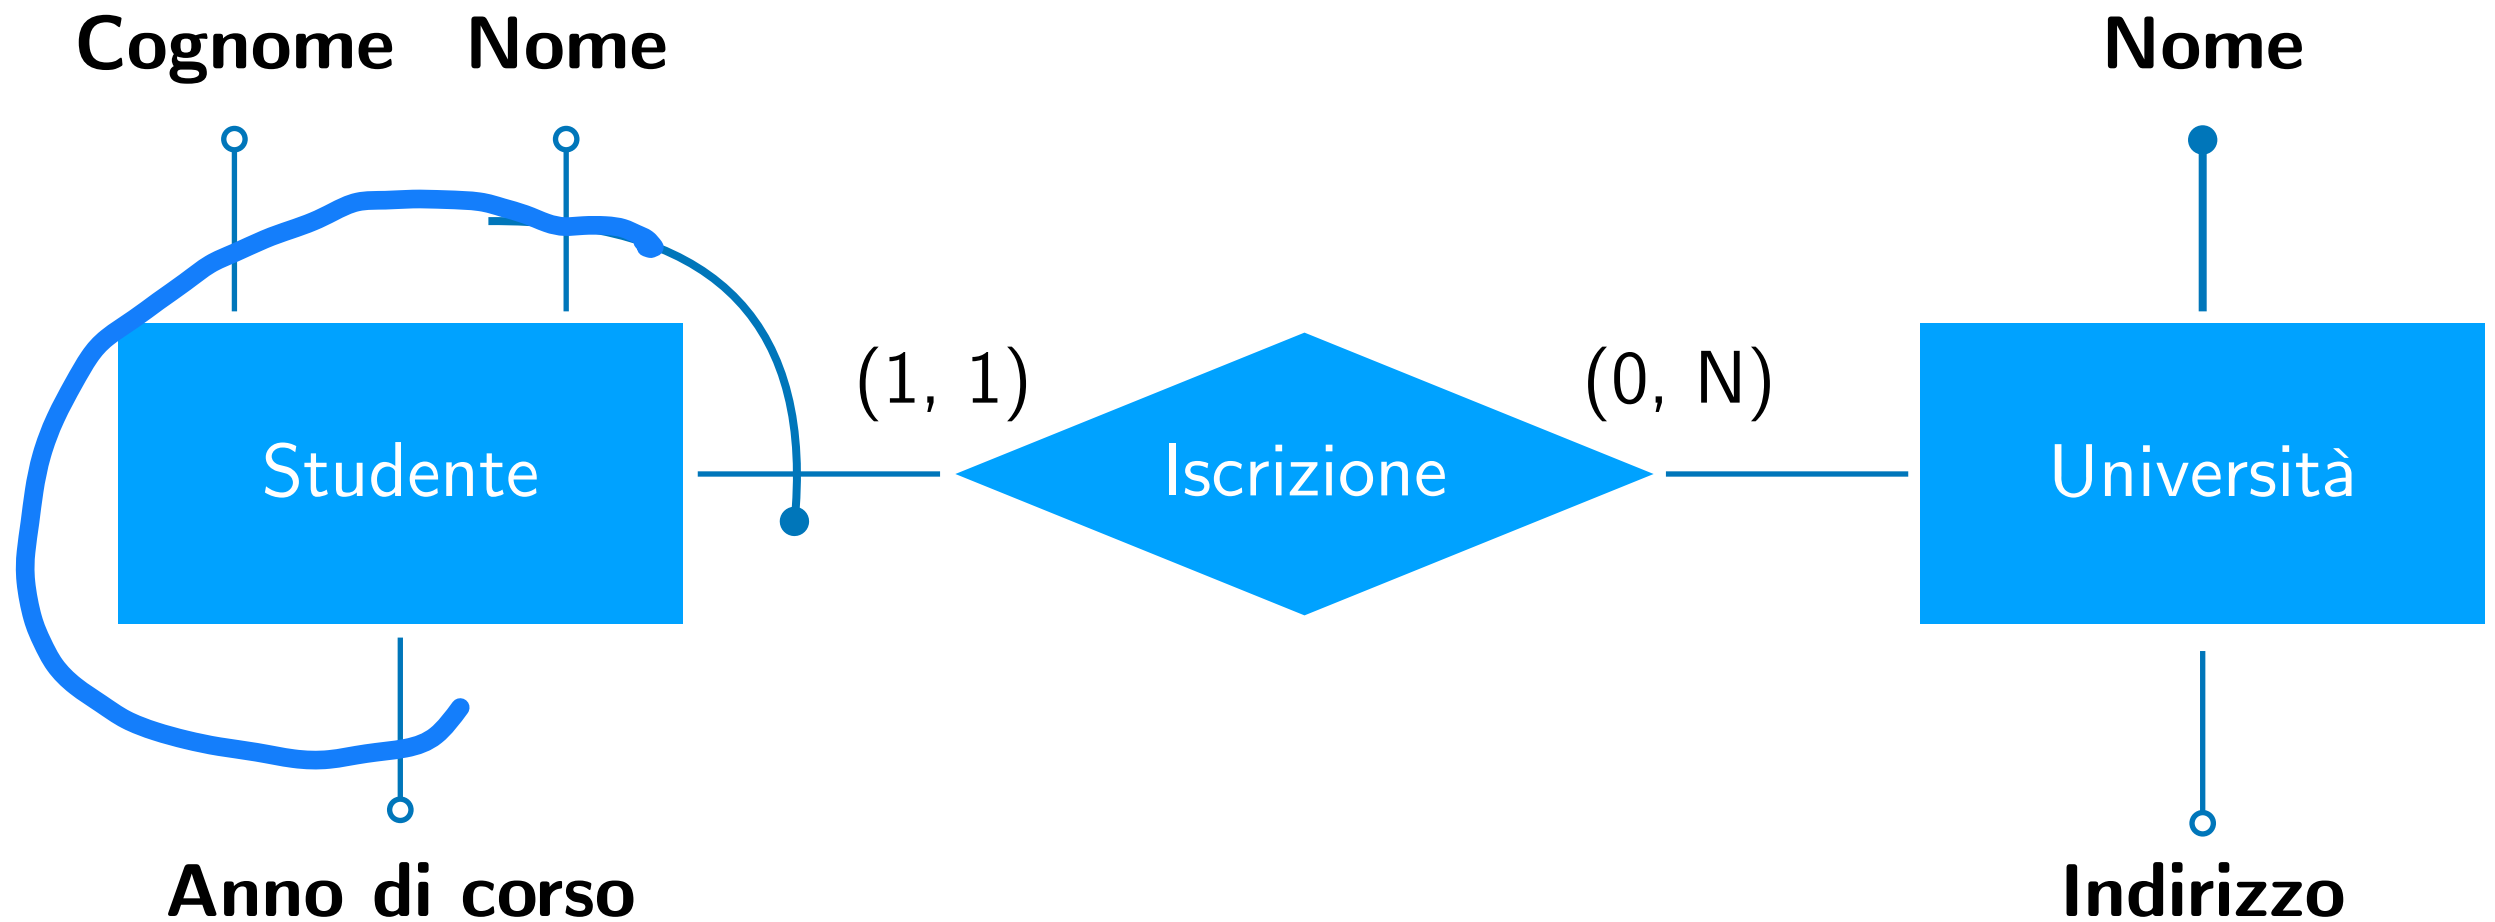 Cognome Nome Nome
(1, 1) (0, N)
Studente Iscrizione Università
Anno di corso Indirizzo